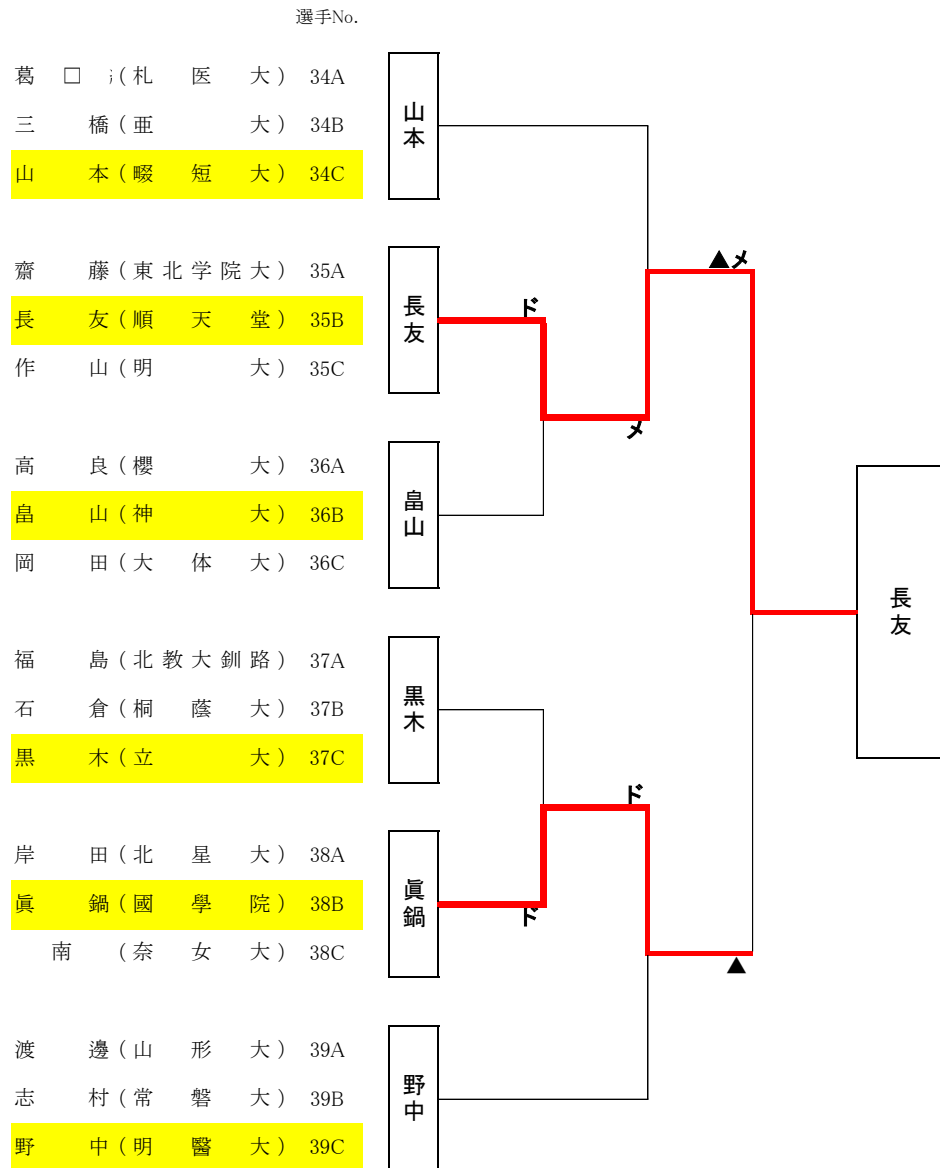 選手No.
葛□（札医大）34A
三橋（亜大）34B
山本（畷短大）34C
山本
齋藤（東北学院大）35A
長友（順天堂）35B
作山（明大）35C
長友
ド
▲メ
メ
高良（櫻大）36A
畠山（神大）36B
岡田（大体大）36C
畠山
長友
福島（北教大釧路）37A
石倉（桐蔭大）37B
黒木（立大）37C
黒木
ド
岸田（北星大）38A
眞鍋（國學院）38B
南（奈女大）38C
眞鍋
ド
▲
渡邊（山形大）39A
志村（常磐大）39B
野中（明醫大）39C
野中